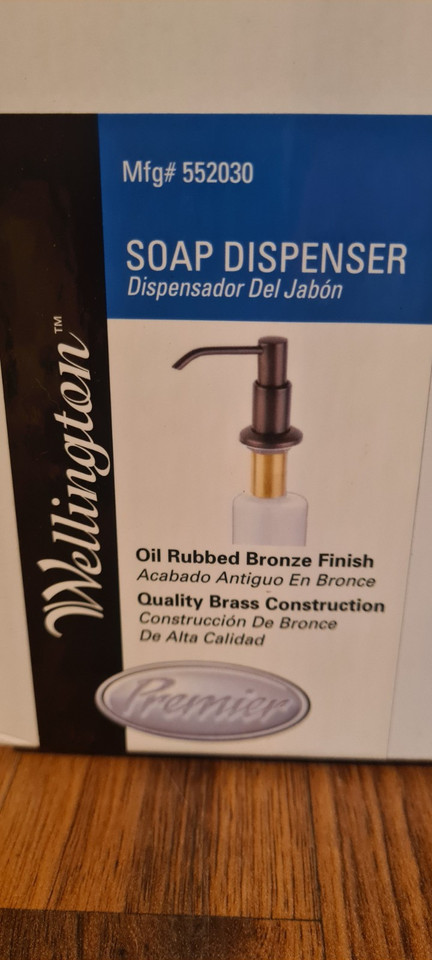 Mfg# 552030
SOAP DISPENSER
Dispensador Del Jabón
Wellington™
Oil Rubbed Bronze Finish
Acabado Antiguo En Bronce
Quality Brass Construction
Construcción De Bronce
De Alta Calidad
Premier